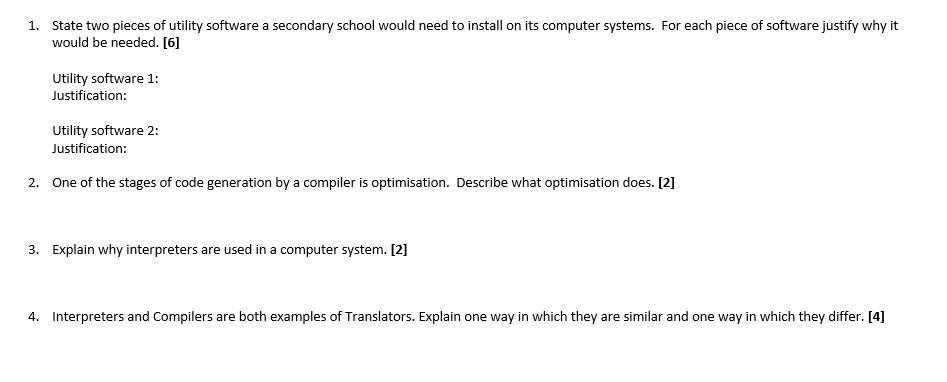 1. State two pieces of utility software a secondary school would need to install on its computer systems. For each piece of software justify why it
would be needed. [6]
Utility software 1:
Justification:
Utility software 2:
Justification:
2. One of the stages of code generation by a compiler is optimisation. Describe what optimisation does. [2]
3. Explain why interpreters are used in a computer system. [2]
4. Interpreters and Compilers are both examples of Translators. Explain one way in which they are similar and one way in which they differ. [4]